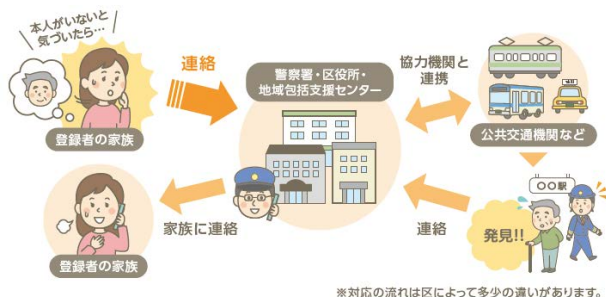 本人がいないと
気づいたら…
登録者の家族
連絡
警察署・区役所・
地域包括支援センター
協力機関と
連携
公共交通機関など
〇〇駅
発見!!
連絡
家族に連絡
登録者の家族
※対応の流れは区によって多少の違いがあります。